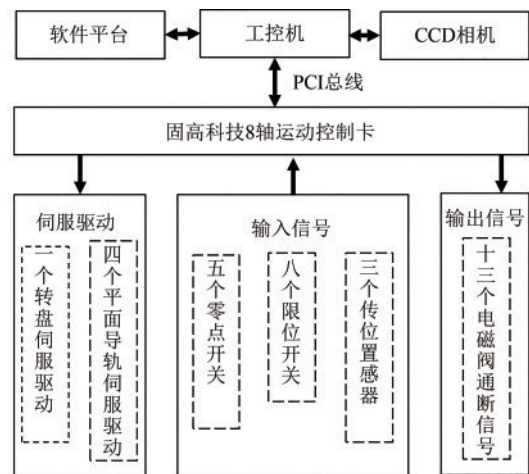 软件平台
工控机
CCD相机
PCI总线
固高科技8轴运动控制卡
伺服驱动
一个转盘伺服驱动
四个平面导轨伺服驱动
输入信号
五个零点开关
八个限位开关
三个传位置感器
输出信号
十三个电磁阀通断信号